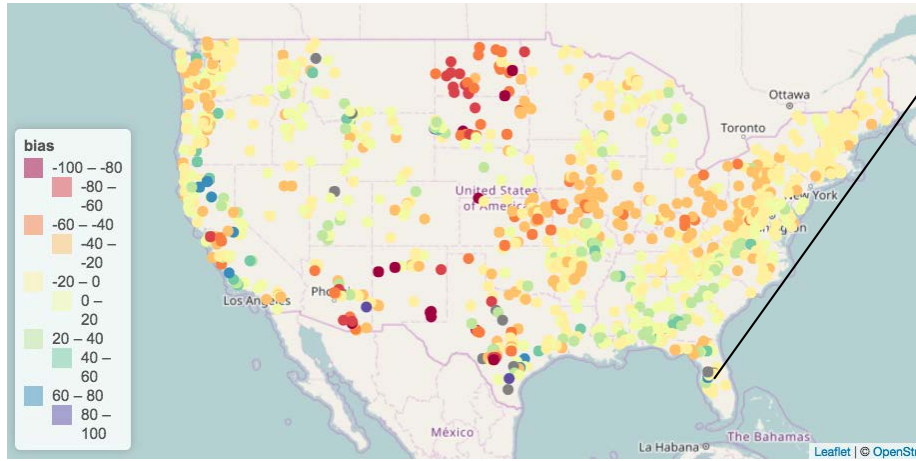 Ottawa
Toronto
bias
-100 – -80
-80 –
-60
-60 – -40
-40 –
-20
-20 – 0
0 –
20
20 – 40
40 –
60
60 – 80
80 –
100
United States
of America
New York
Los Angeles
México
La Habana
The Bahamas
Leaflet | © OpenStr